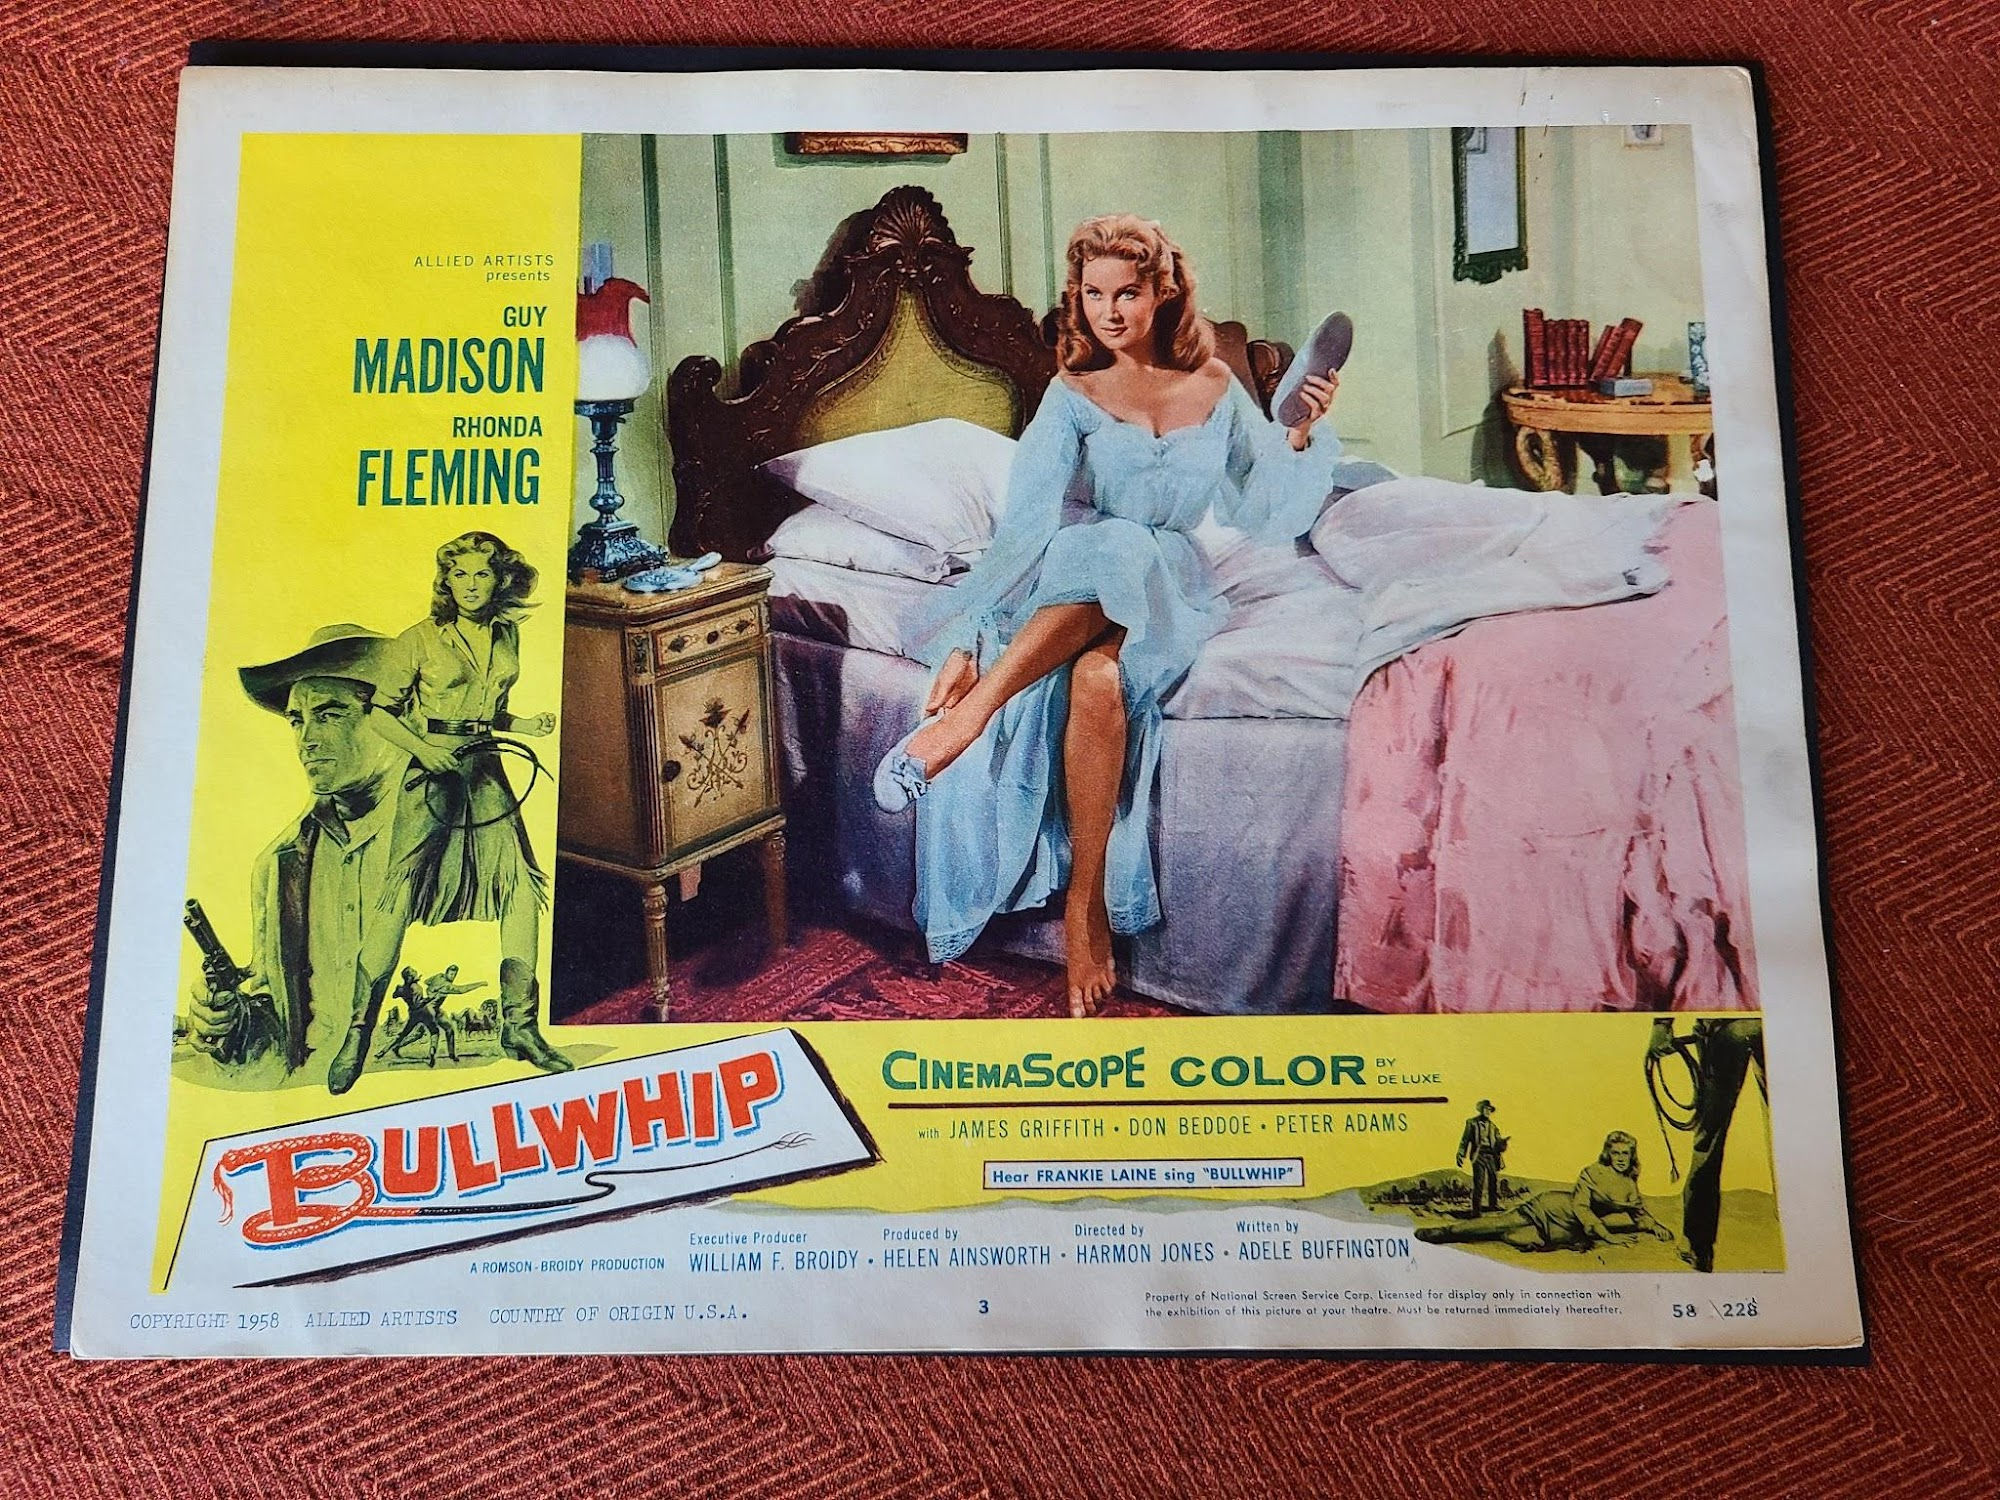 ALLIED ARTISTS
presents
GUY
MADISON
RHONDA
FLEMING
BULLWHIP
CINEMASCOPE COLOR BY DE LUXE
with JAMES GRIFFITH • DON BEDDOE • PETER ADAMS
Hear FRANKIE LAINE sing "BULLWHIP"
A ROMSON-BROIDY PRODUCTION
Executive Producer
WILLIAM F. BROIDY •
Produced by
HELEN AINSWORTH •
Directed by
HARMON JONES •
Written by
ADELE BUFFINGTON
COPYRIGHT 1958 ALLIED ARTISTS COUNTRY OF ORIGIN U.S.A.
3
Property of National Screen Service Corp. Licensed for display only in connection with
the exhibition of this picture at your theatre. Must be returned immediately thereafter.
58 228